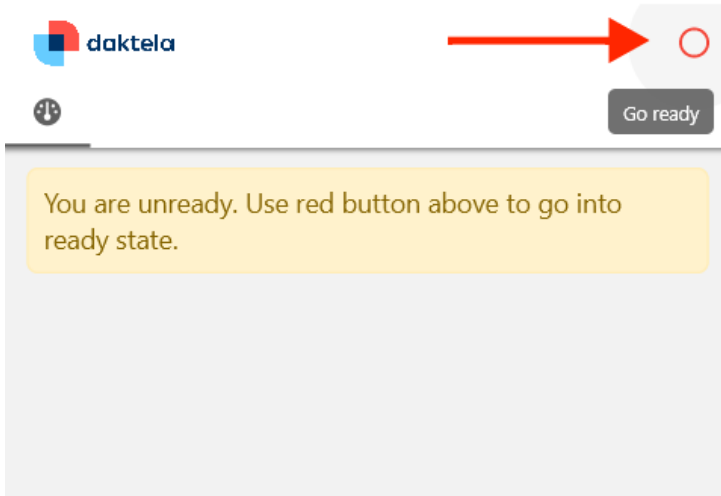 daktela
Go ready
You are unready. Use red button above to go into
ready state.